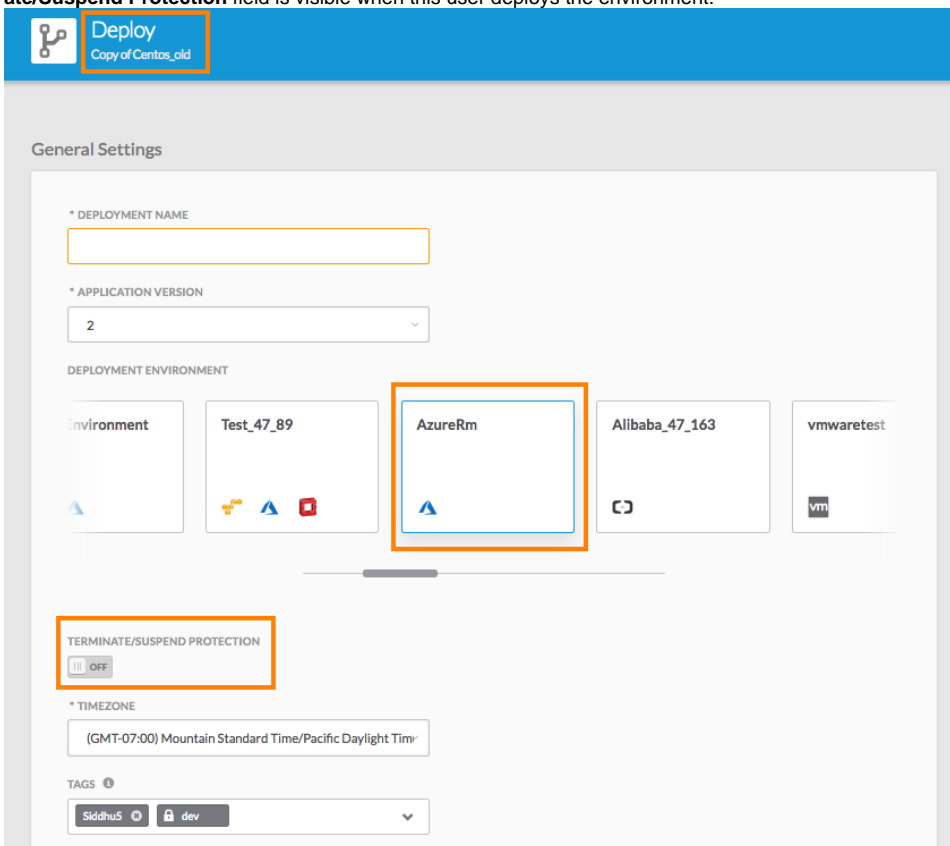 ate/Suspend Protection field is visible when this user deploys the environment.
Deploy
Copy of Centos_old
General Settings
* DEPLOYMENT NAME
* APPLICATION VERSION
2
DEPLOYMENT ENVIRONMENT
Environment
Test_47_89
AzureRm
Alibaba_47_163
vmwaretest
vm
TERMINATE/SUSPEND PROTECTION
OFF
* TIMEZONE
(GMT-07:00) Mountain Standard Time/Pacific Daylight Time
TAGS
Siddhu5
dev